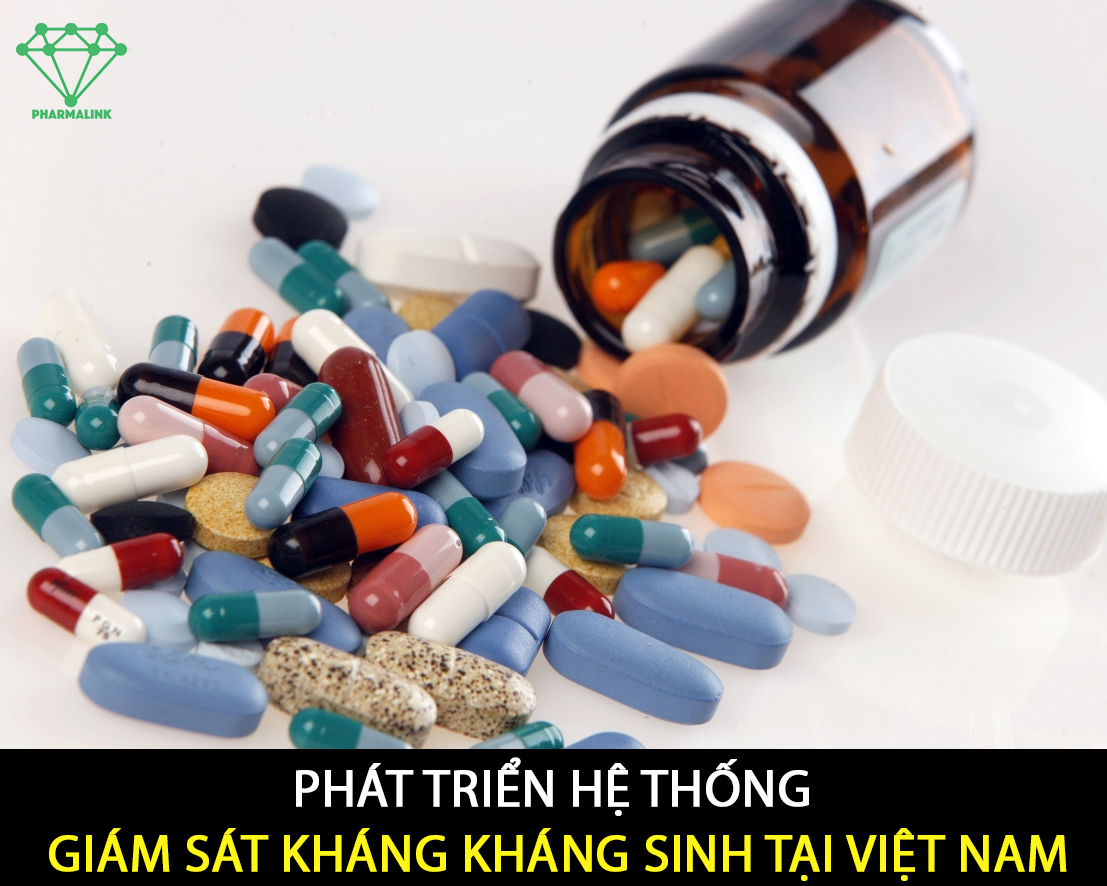 PHARMALINK
PHÁT TRIỂN HỆ THỐNG
GIÁM SÁT KHÁNG KHÁNG SINH TẠI VIỆT NAM